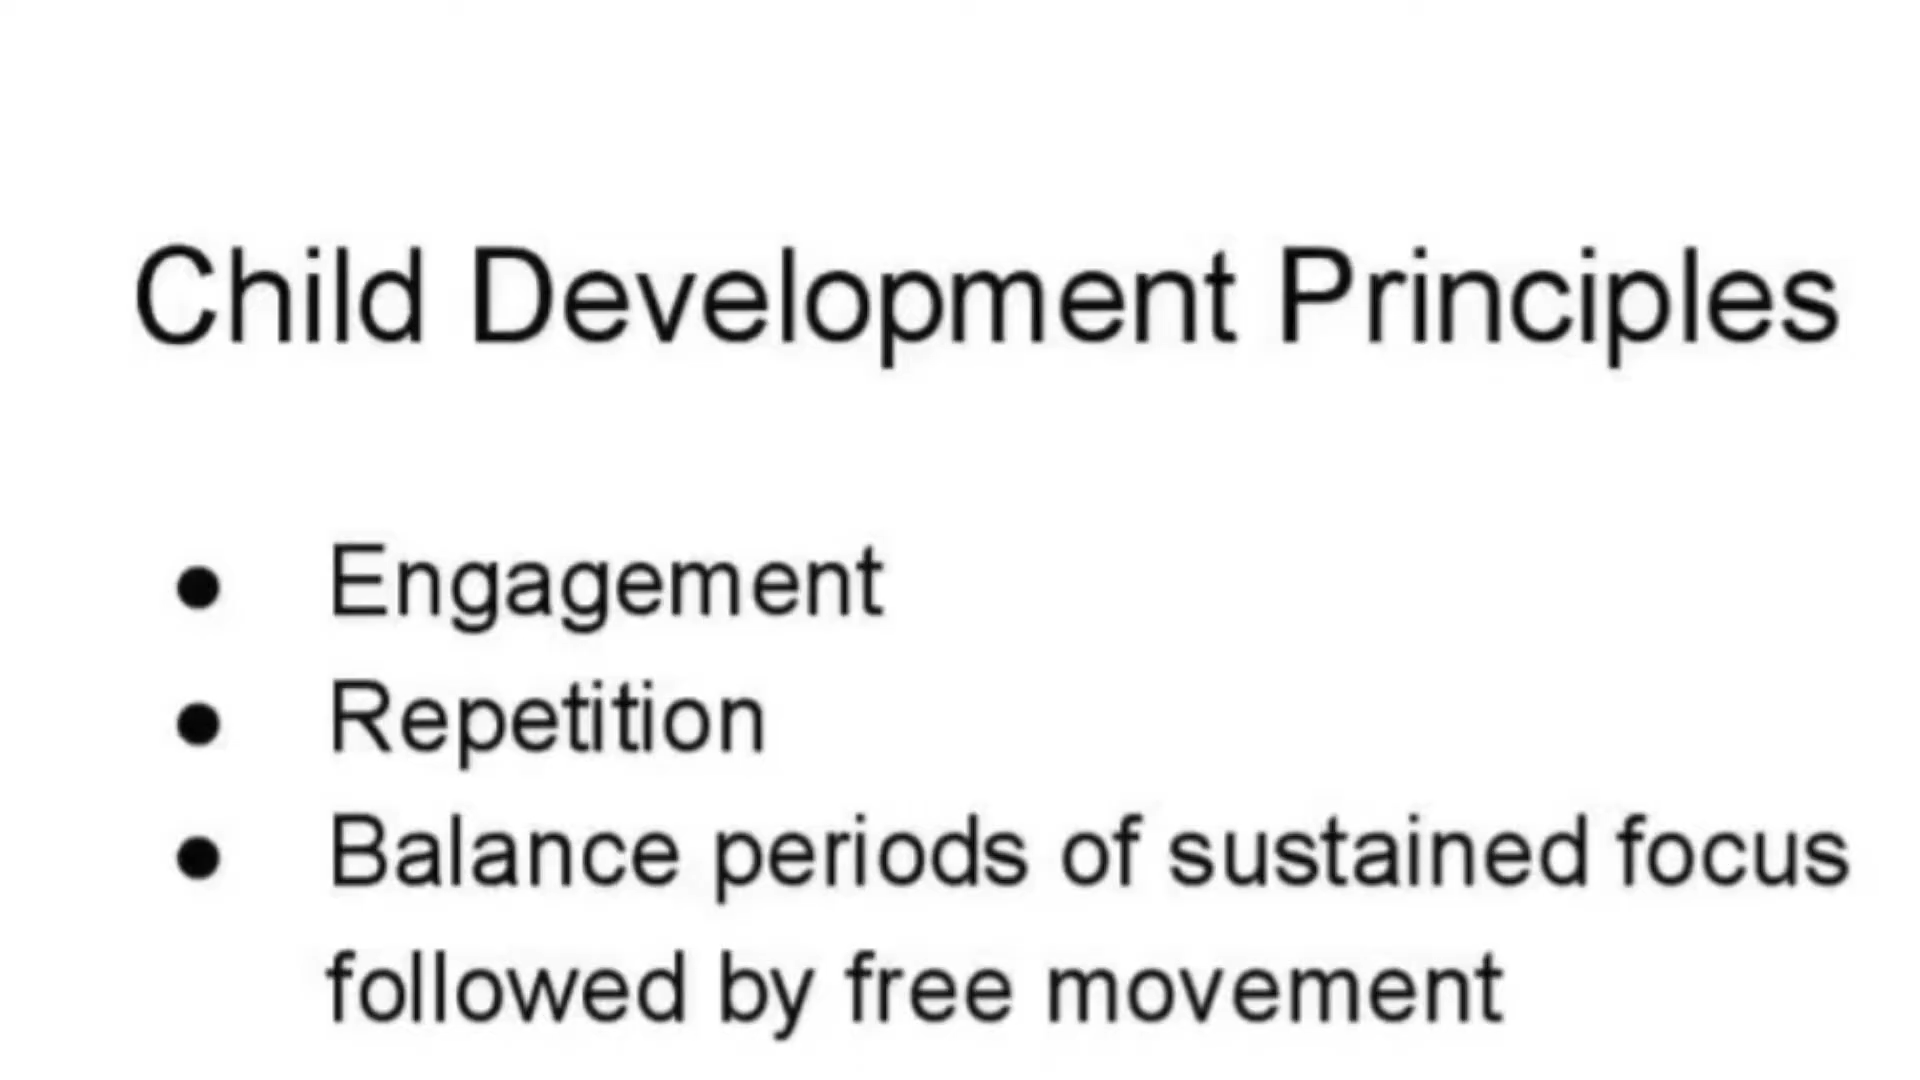 Child Development Principles
● Engagement
● Repetition
● Balance periods of sustained focus
followed by free movement